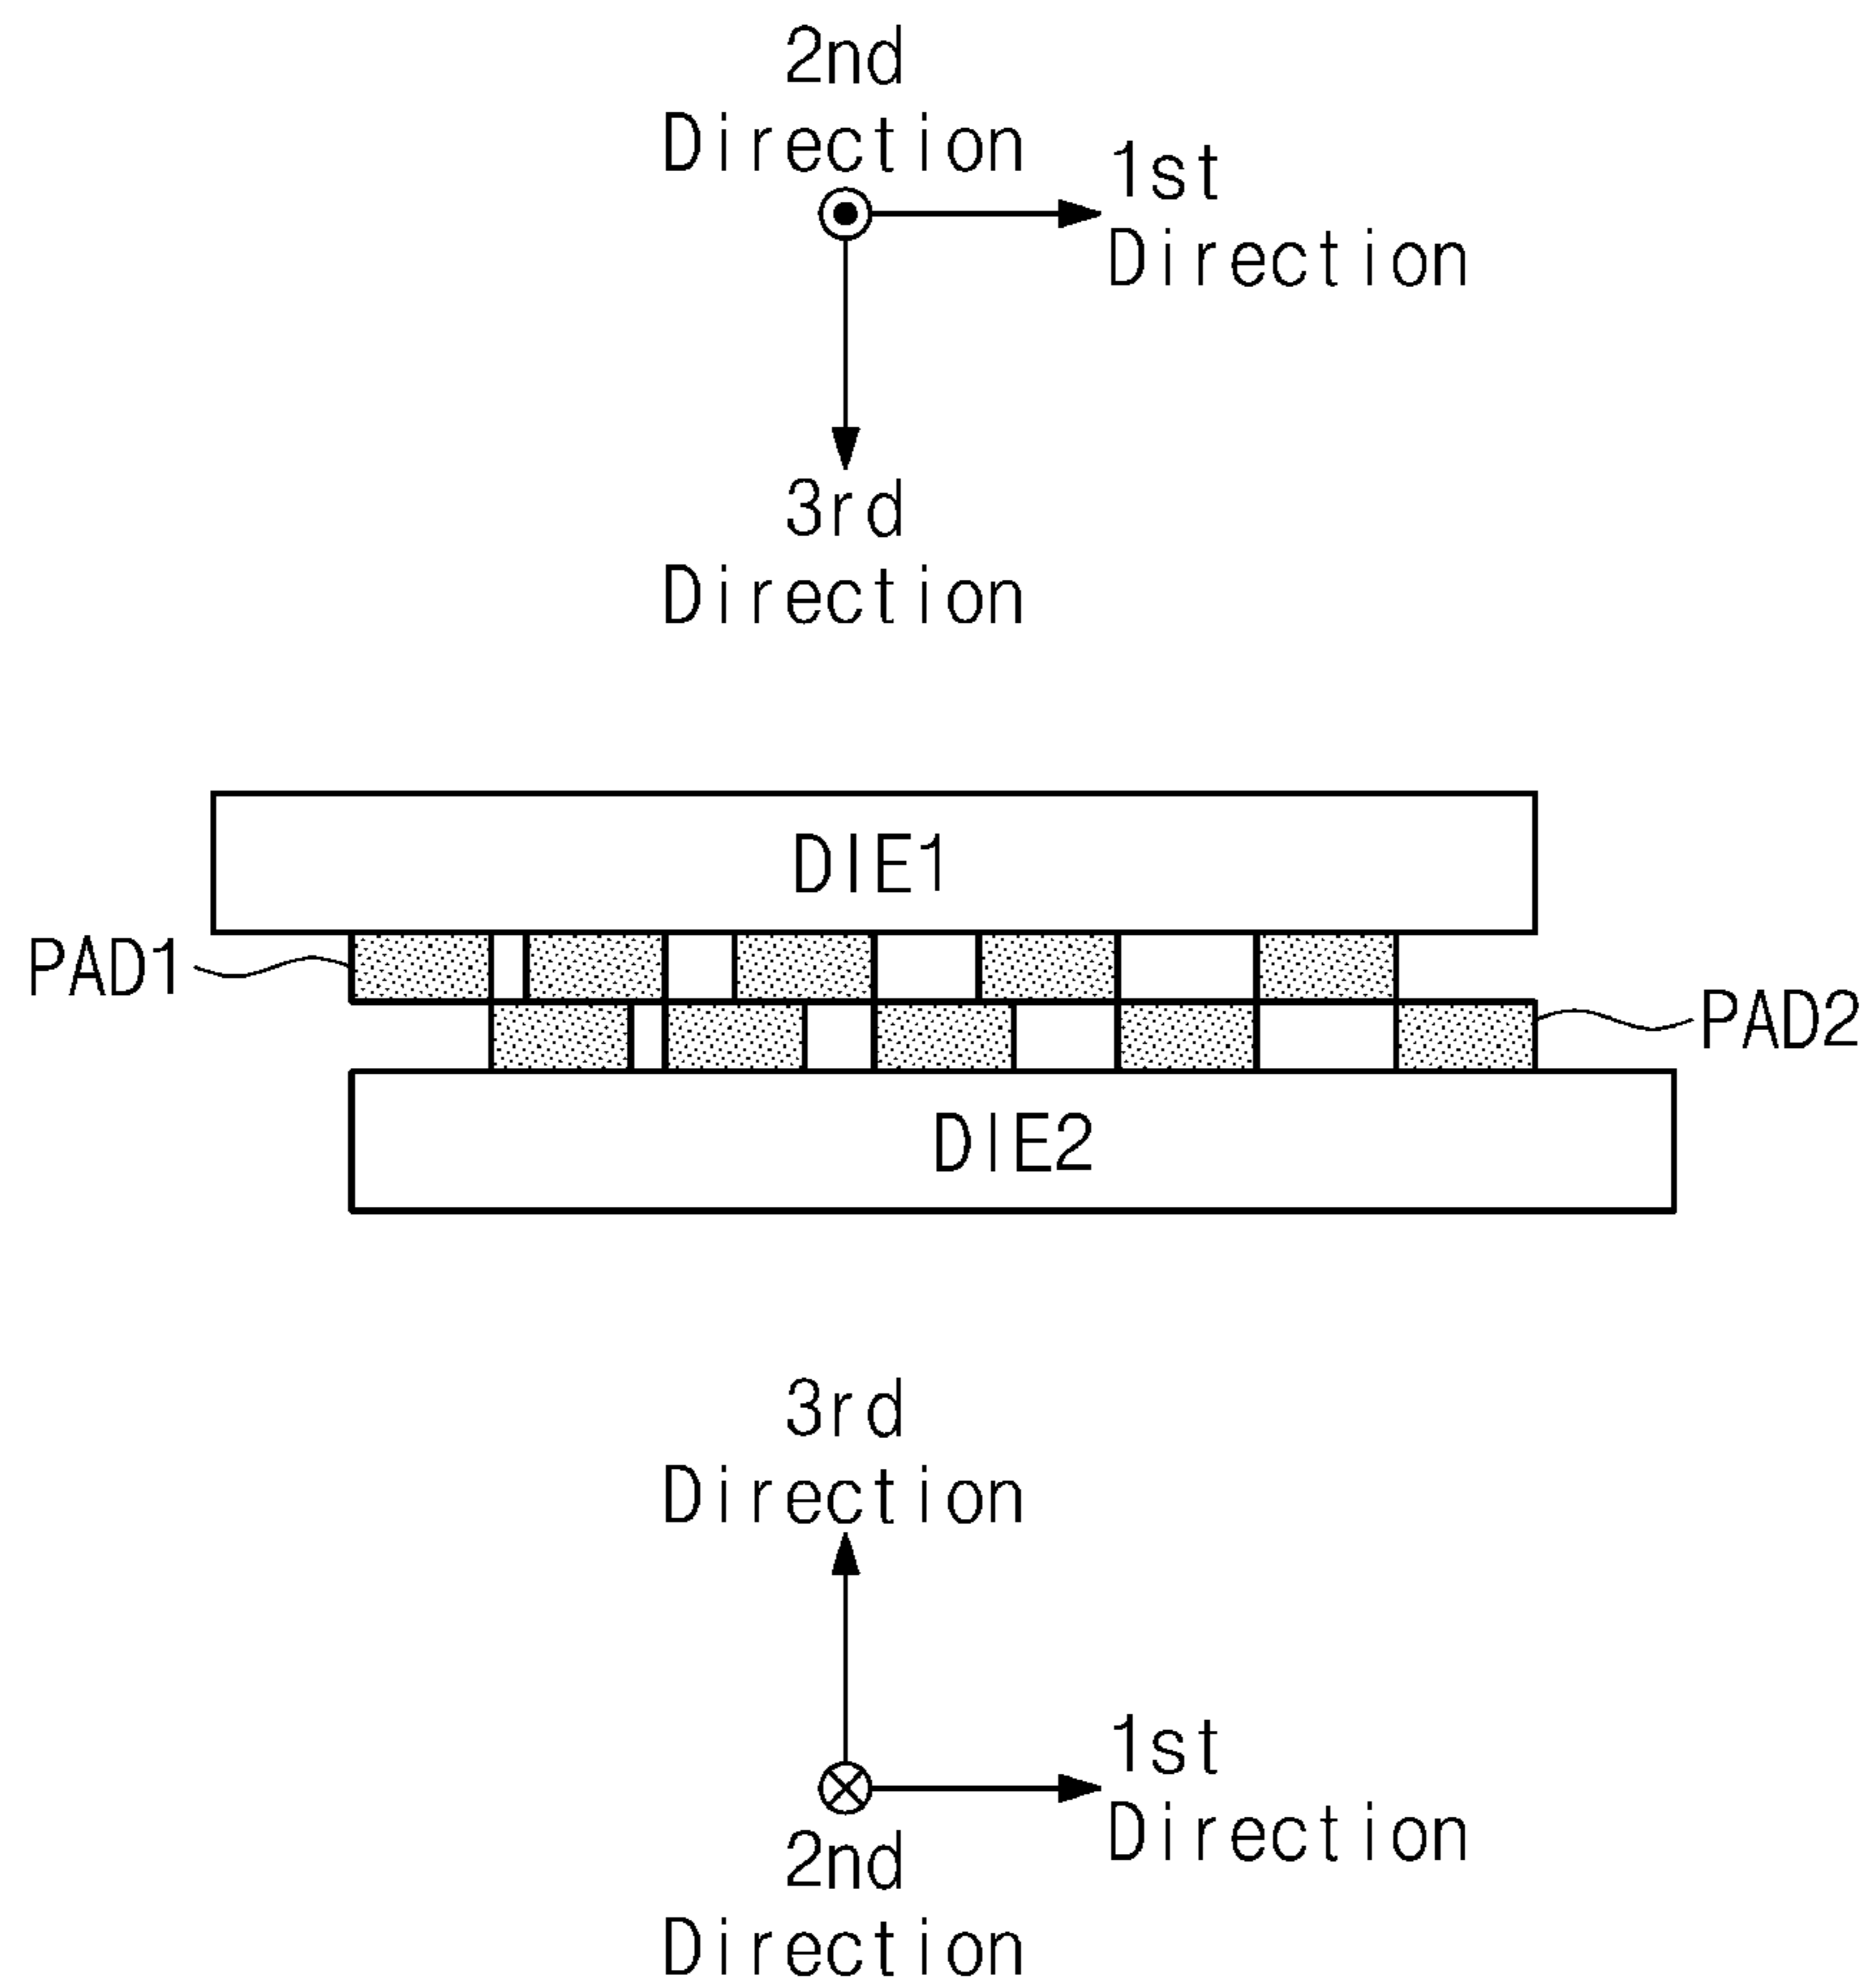 2nd
Direction
1st
Direction
3rd
Direction
DIE1
PAD1
PAD2
DIE2
3rd
Direction
1st
Direction
2nd
Direction